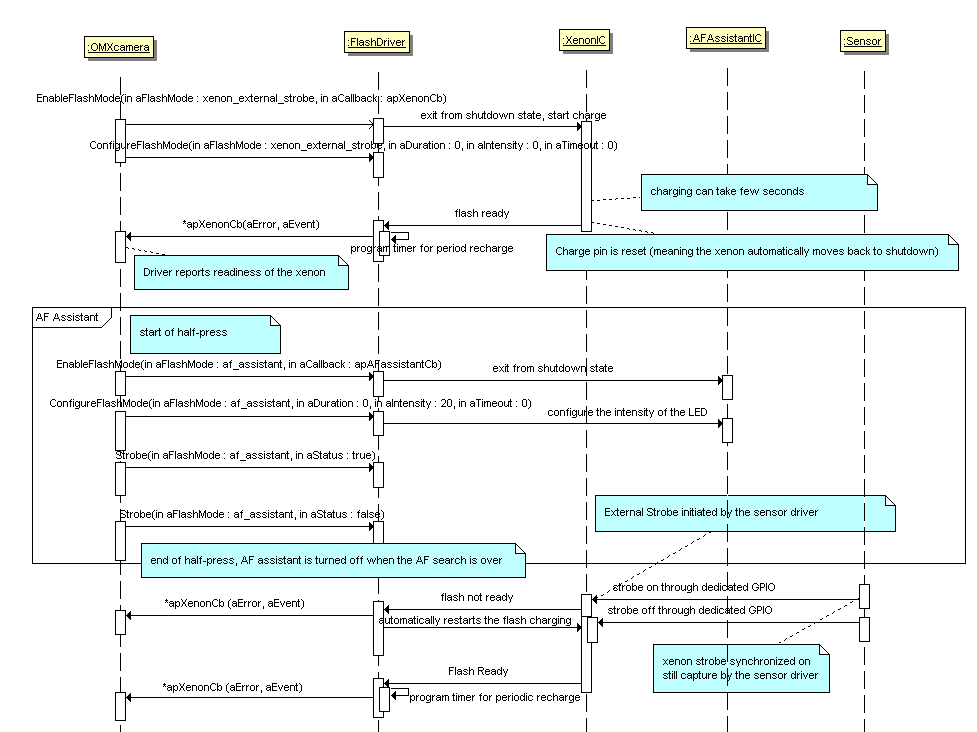 :OMXcamera
:FlashDriver
:XenonIC
:AFAssistantIC
:Sensor
EnableFlashMode(in aFlashMode : xenon_external_strobe, in aCallback : apXenonCb)
exit from shutdown state, start charge
ConfigureFlashMode(in aFlashMode : xenon_external_strobe, in aDuration : 0, in aIntensity : 0, in aTimeout : 0)
charging can take few seconds
flash ready
*apXenonCb(aError, aEvent)
program timer for period recharge
Charge pin is reset (meaning the xenon automatically moves back to shutdown)
Driver reports readiness of the xenon
AF Assistant
start of half-press
EnableFlashMode(in aFlashMode : af_assistant, in aCallback : apAFassistantCb)
exit from shutdown state
ConfigureFlashMode(in aFlashMode : af_assistant, in aDuration : 0, in aIntensity : 20, in aTimeout : 0)
configure the intensity of the LED
Strobe(in aFlashMode : af_assistant, in aStatus : true)
Strobe(in aFlashMode : af_assistant, in aStatus : false)
External Strobe initiated by the sensor driver
end of half-press, AF assistant is turned off when the AF search is over
strobe on through dedicated GPIO
flash not ready
*apXenonCb (aError, aEvent)
strobe off through dedicated GPIO
automatically restarts the flash charging
xenon strobe synchronized on
still capture by the sensor driver
Flash Ready
*apXenonCb (aError, aEvent)
program timer for periodic recharge